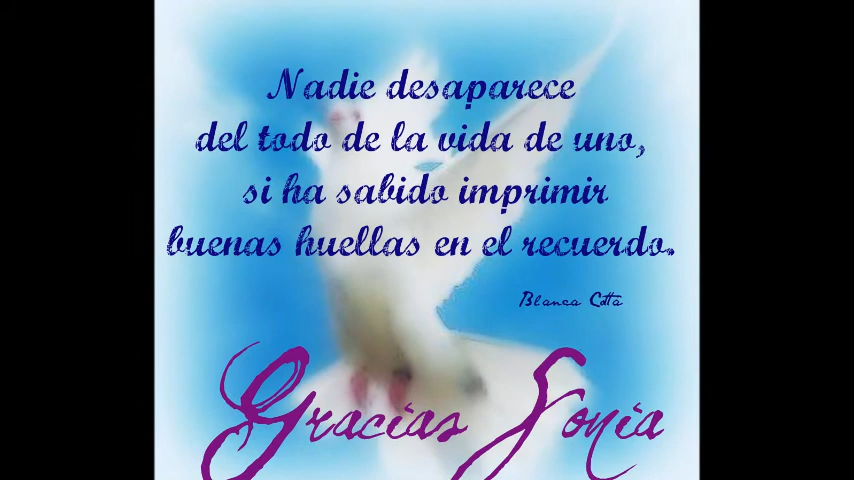 Nadie desaparece
del todo de la vida de uno,
si ha sabido imprimir
buenas huellas en el recuerdo.
Blanca Cotta
Gracias Sonia